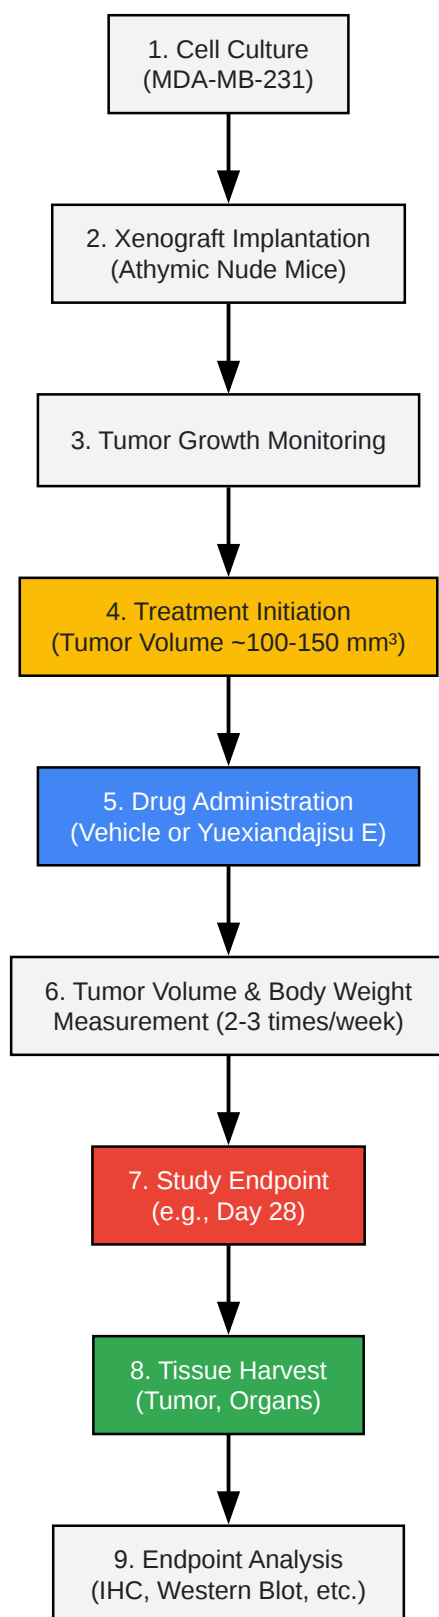 1. Cell Culture
(MDA-MB-231)
2. Xenograft Implantation
(Athymic Nude Mice)
3. Tumor Growth Monitoring
4. Treatment Initiation
(Tumor Volume ~100-150 mm³)
5. Drug Administration
(Vehicle or Yuexiandajisu E)
6. Tumor Volume & Body Weight
Measurement (2-3 times/week)
7. Study Endpoint
(e.g., Day 28)
8. Tissue Harvest
(Tumor, Organs)
9. Endpoint Analysis
(IHC, Western Blot, etc.)